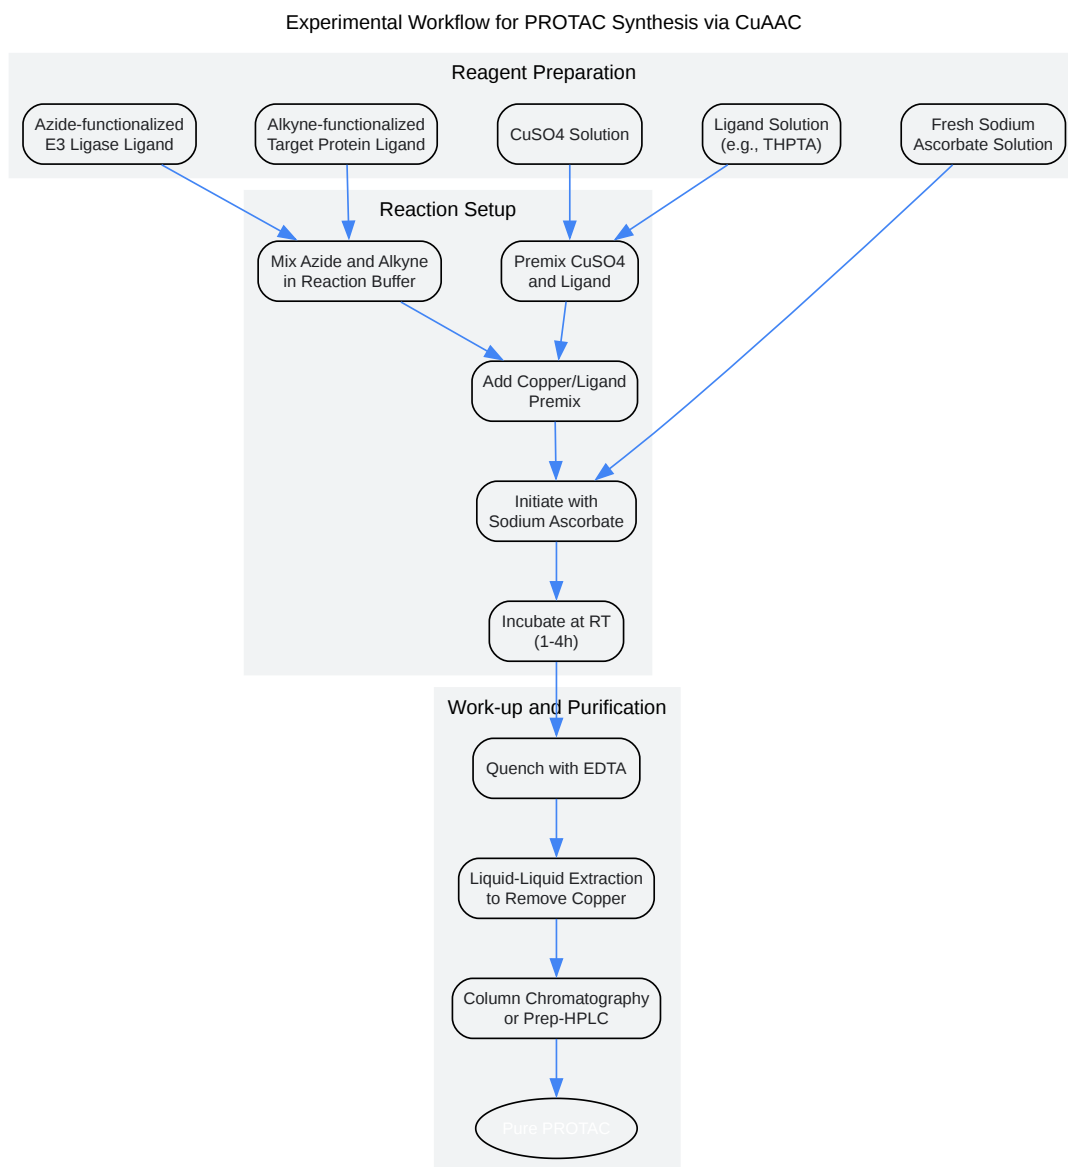 Experimental Workflow for PROTAC Synthesis via CuAAC
Reagent Preparation
Azide-functionalized
E3 Ligase Ligand
Alkyne-functionalized
Target Protein Ligand
CuSO4 Solution
Ligand Solution
(e.g., THPTA)
Fresh Sodium
Ascorbate Solution
Reaction Setup
Mix Azide and Alkyne
in Reaction Buffer
Premix CuSO4
and Ligand
Add Copper/Ligand
Premix
Initiate with
Sodium Ascorbate
Incubate at RT
(1-4h)
Work-up and Purification
Quench with EDTA
Liquid-Liquid Extraction
to Remove Copper
Column Chromatography
or Prep-HPLC
Pure PROTAC